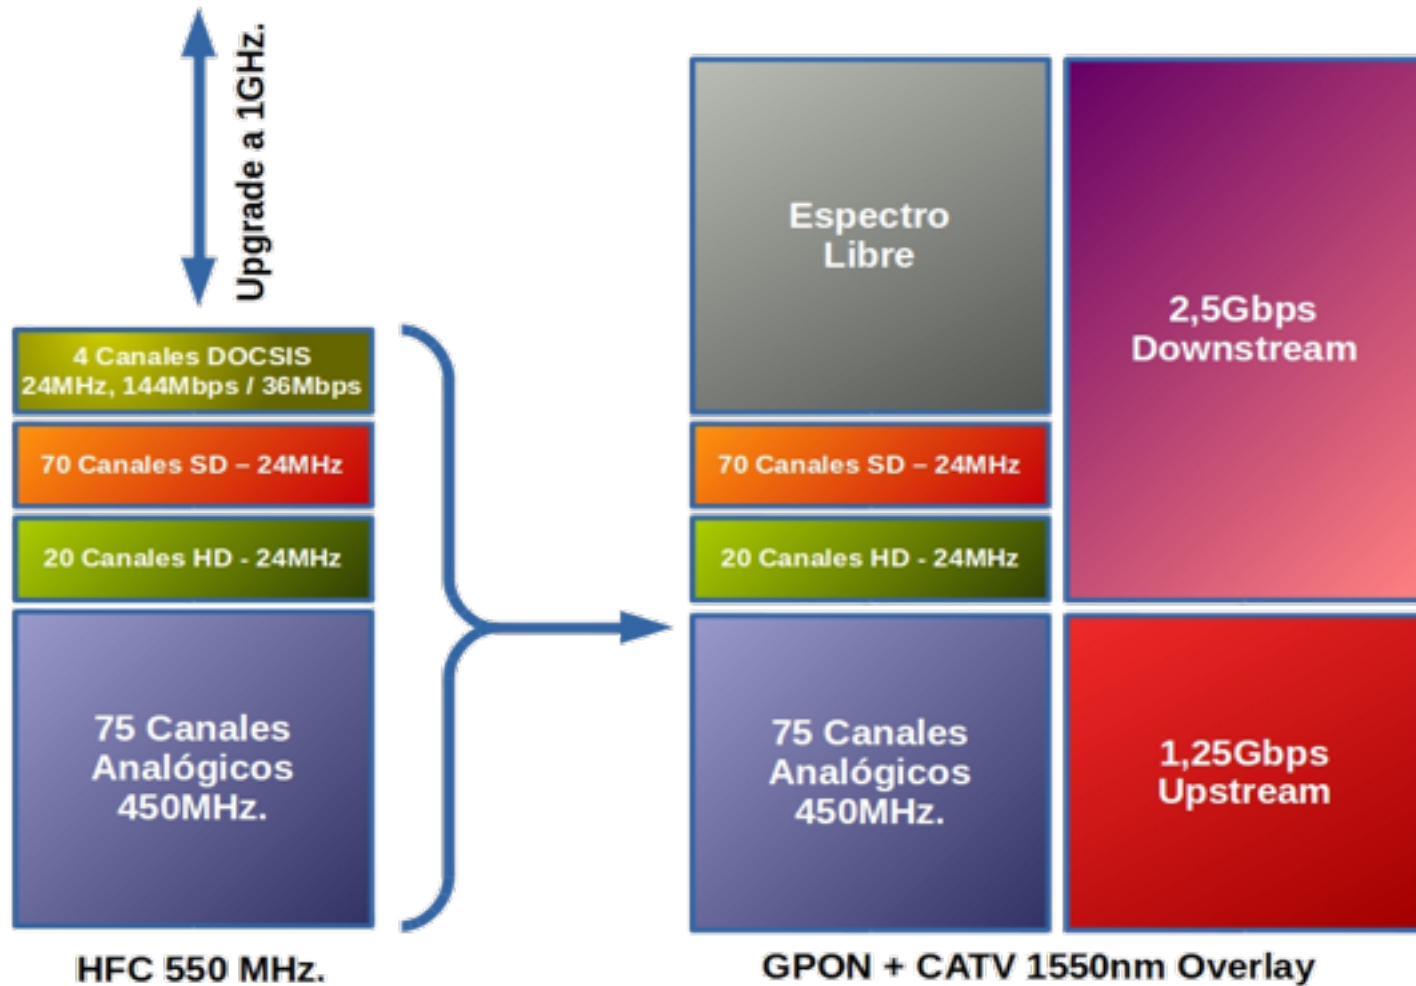 Upgrade a 1GHz.
4 Canales DOCSIS
24MHz, 144Mbps / 36Mbps
70 Canales SD – 24MHz
20 Canales HD - 24MHz
75 Canales
Analógicos
450MHz.
HFC 550 MHz.
Espectro
Libre
70 Canales SD – 24MHz
20 Canales HD - 24MHz
75 Canales
Analógicos
450MHz.
2,5Gbps
Downstream
1,25Gbps
Upstream
GPON + CATV 1550nm Overlay